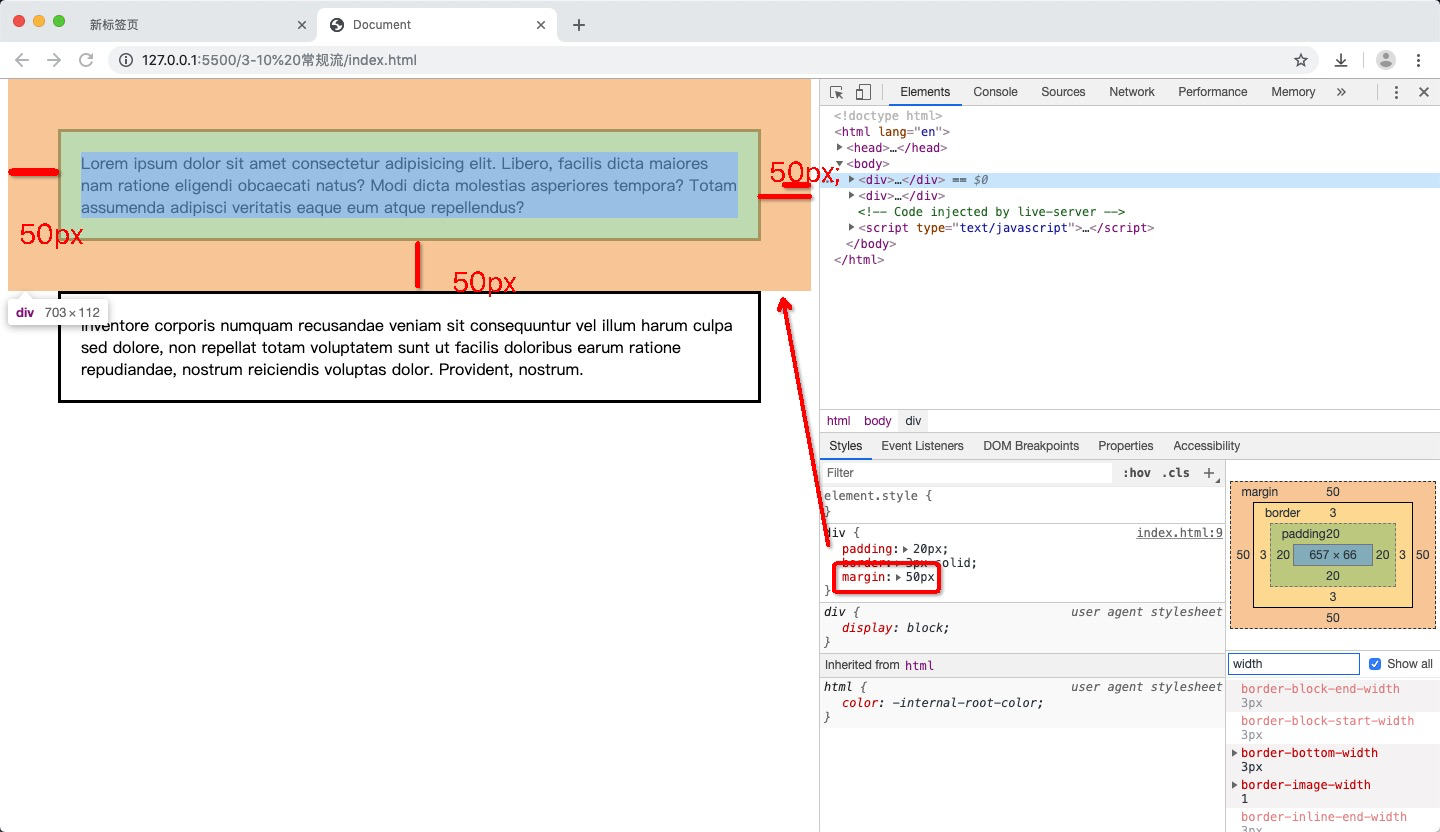 新标签页
Document
127.0.0.1:5500/3-10%20常规流/index.html
Lorem ipsum dolor sit amet consectetur adipisicing elit. Libero, facilis dicta maiores
nam ratione eligendi obcaecati natus? Modi dicta molestias asperiores tempora? Totam
assumenda adipisci veritatis eaque eum atque repellendus?
50px;
50px
50px
div 703 × 112
Inventore corporis numquam recusandae veniam sit consequuntur vel illum harum culpa
sed dolore, non repellat totam voluptatem sunt ut facilis doloribus earum ratione
repudiandae, nostrum reiciendis voluptas dolor. Provident, nostrum.
Elements Console Sources Network Performance Memory »
<!doctype html>
<html lang="en">
<head>…</head>
<body>
<div>…</div> == $0
<div>…</div>
<!-- Code injected by live-server -->
<script type="text/javascript">…</script>
</body>
</html>
html body div
Styles Event Listeners DOM Breakpoints Properties Accessibility
Filter :hov .cls +
element.style {
}
div { index.html:9
padding: 20px;
border: 3px solid;
margin: 50px
}
div { user agent stylesheet
display: block;
}
Inherited from html
html { user agent stylesheet
color: -internal-root-color;
}
margin 50
border 3
padding20
50 3 20 657 × 66 20 3 50
20
3
50
width Show all
border-block-end-width
3px
border-block-start-width
3px
border-bottom-width
3px
border-image-width
1
border-inline-end-width
3px